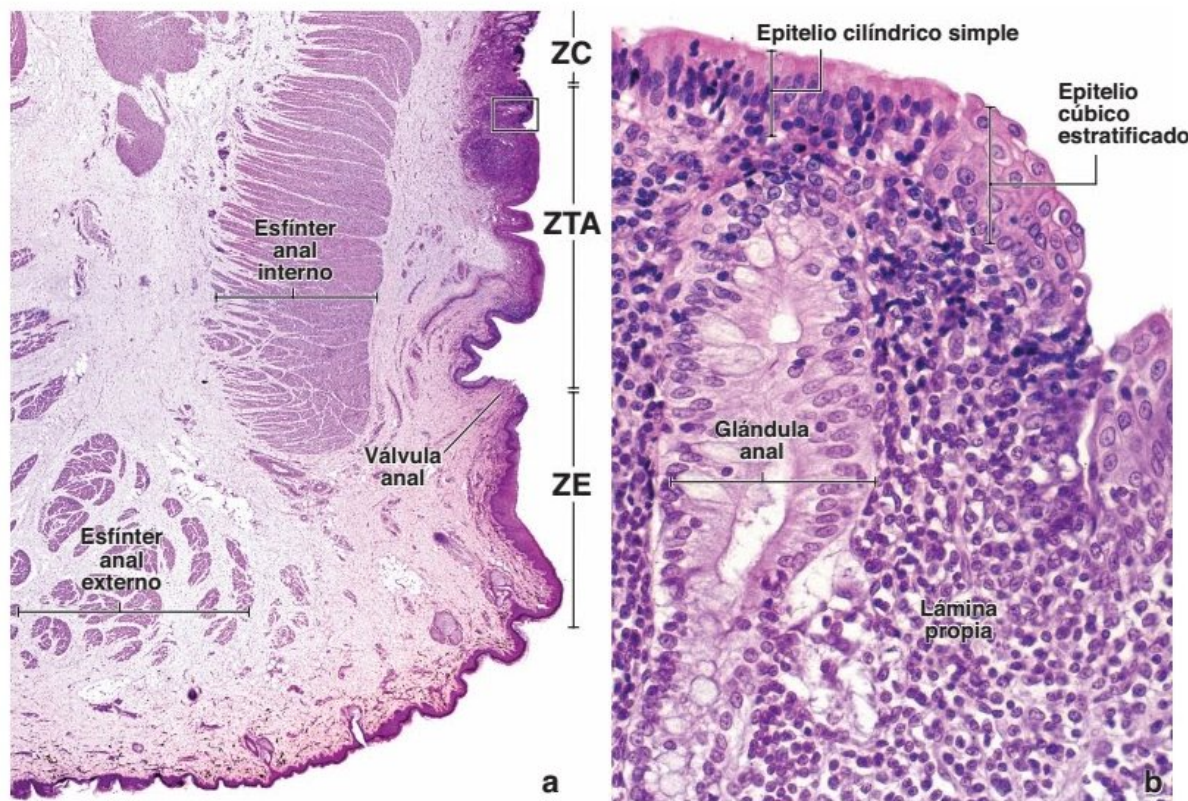 ZC
ZTA
ZE
Esfínter
anal
interno
Válvula
anal
Esfínter
anal
externo
a
Epitelio cilíndrico simple
Epitelio
cúbico
estratificado
Glándula
anal
Lámina
propia
b